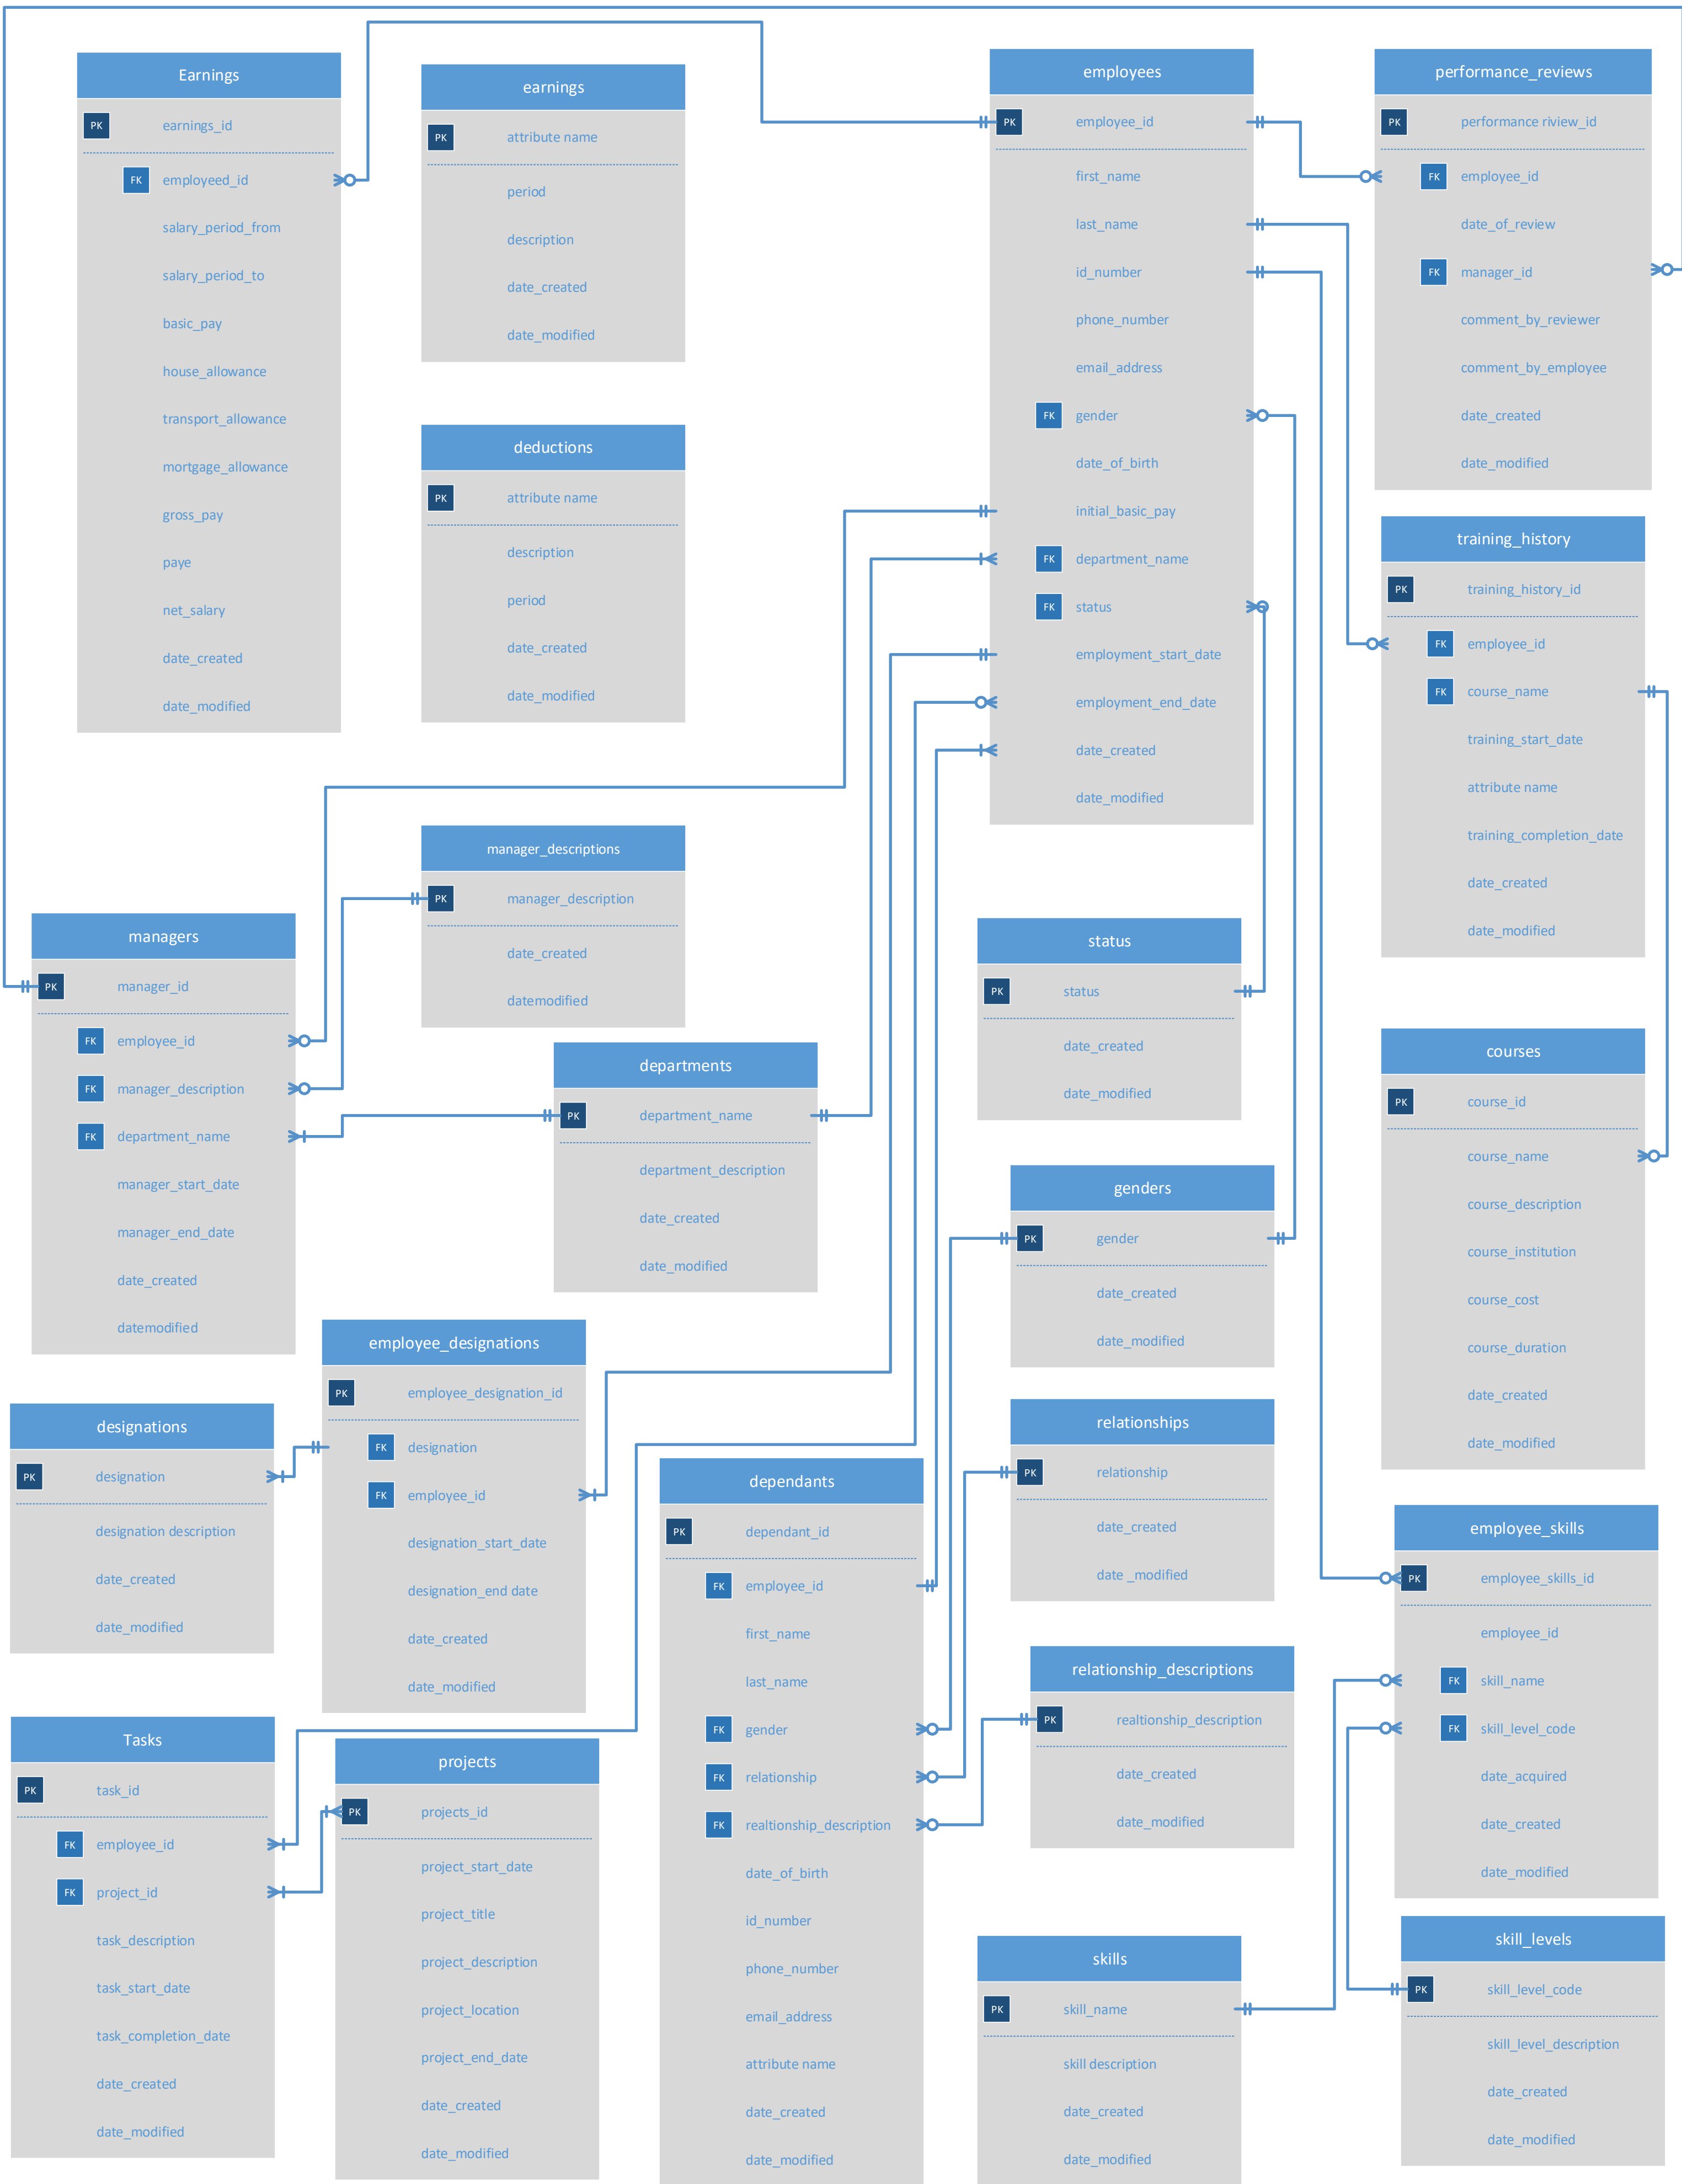 Earnings
PK earnings_id
FK employeed_id
salary_period_from
salary_period_to
basic_pay
house_allowance
transport_allowance
mortgage_allowance
gross_pay
paye
net_salary
date_created
date_modified
earnings
PK attribute name
period
description
date_created
date_modified
deductions
PK attribute name
description
period
date_created
date_modified
employees
PK employee_id
first_name
last_name
id_number
phone_number
email_address
FK gender
date_of_birth
initial_basic_pay
FK department_name
FK status
employment_start_date
employment_end_date
date_created
date_modified
performance_reviews
PK performance riview_id
FK employee_id
date_of_review
FK manager_id
comment_by_reviewer
comment_by_employee
date_created
date_modified
training_history
PK training_history_id
FK employee_id
FK course_name
training_start_date
attribute name
training_completion_date
date_created
date_modified
manager_descriptions
PK manager_description
date_created
datemodified
managers
PK manager_id
FK employee_id
FK manager_description
FK department_name
manager_start_date
manager_end_date
date_created
datemodified
departments
PK department_name
department_description
date_created
date_modified
status
PK status
date_created
date_modified
courses
PK course_id
course_name
course_description
course_institution
course_cost
course_duration
date_created
date_modified
genders
PK gender
date_created
date_modified
employee_designations
PK employee_designation_id
FK designation
FK employee_id
designation_start_date
designation_end date
date_created
date_modified
designations
PK designation
designation description
date_created
date_modified
relationships
PK relationship
date_created
date _modified
dependants
PK dependant_id
FK employee_id
first_name
last_name
FK gender
FK relationship
FK realtionship_description
date_of_birth
id_number
phone_number
email_address
attribute name
date_created
date_modified
employee_skills
PK employee_skills_id
employee_id
FK skill_name
FK skill_level_code
date_acquired
date_created
date_modified
relationship_descriptions
PK realtionship_description
date_created
date_modified
Tasks
PK task_id
FK employee_id
FK project_id
task_description
task_start_date
task_completion_date
date_created
date_modified
projects
PK projects_id
project_start_date
project_title
project_description
project_location
project_end_date
date_created
date_modified
skills
PK skill_name
skill description
date_created
date_modified
skill_levels
PK skill_level_code
skill_level_description
date_created
date_modified